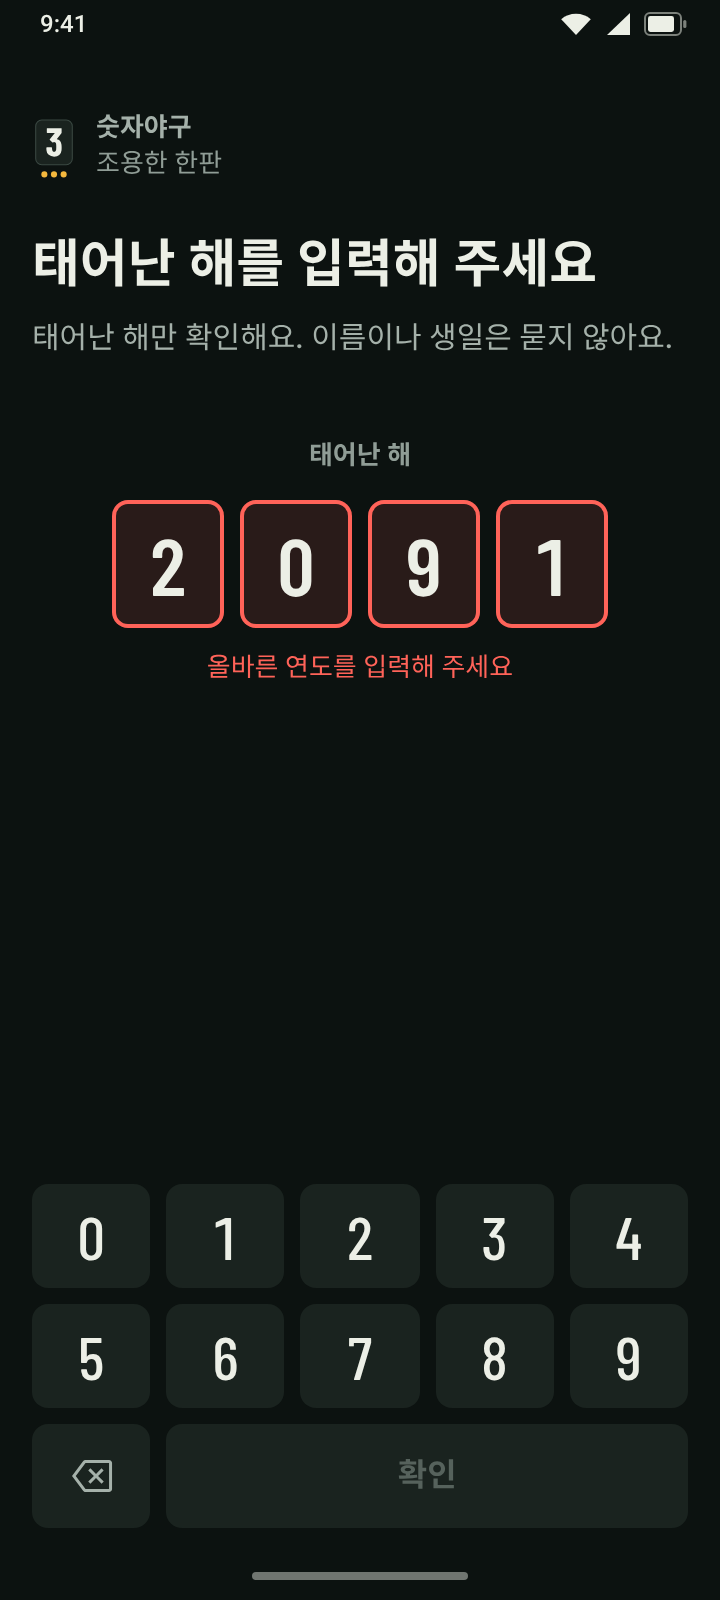 9:41
3
숫자야구
조용한 한판
태어난 해를 입력해 주세요
태어난 해만 확인해요. 이름이나 생일은 묻지 않아요.
태어난 해
2 0 9 1
올바른 연도를 입력해 주세요
0 1 2 3 4
5 6 7 8 9
확인